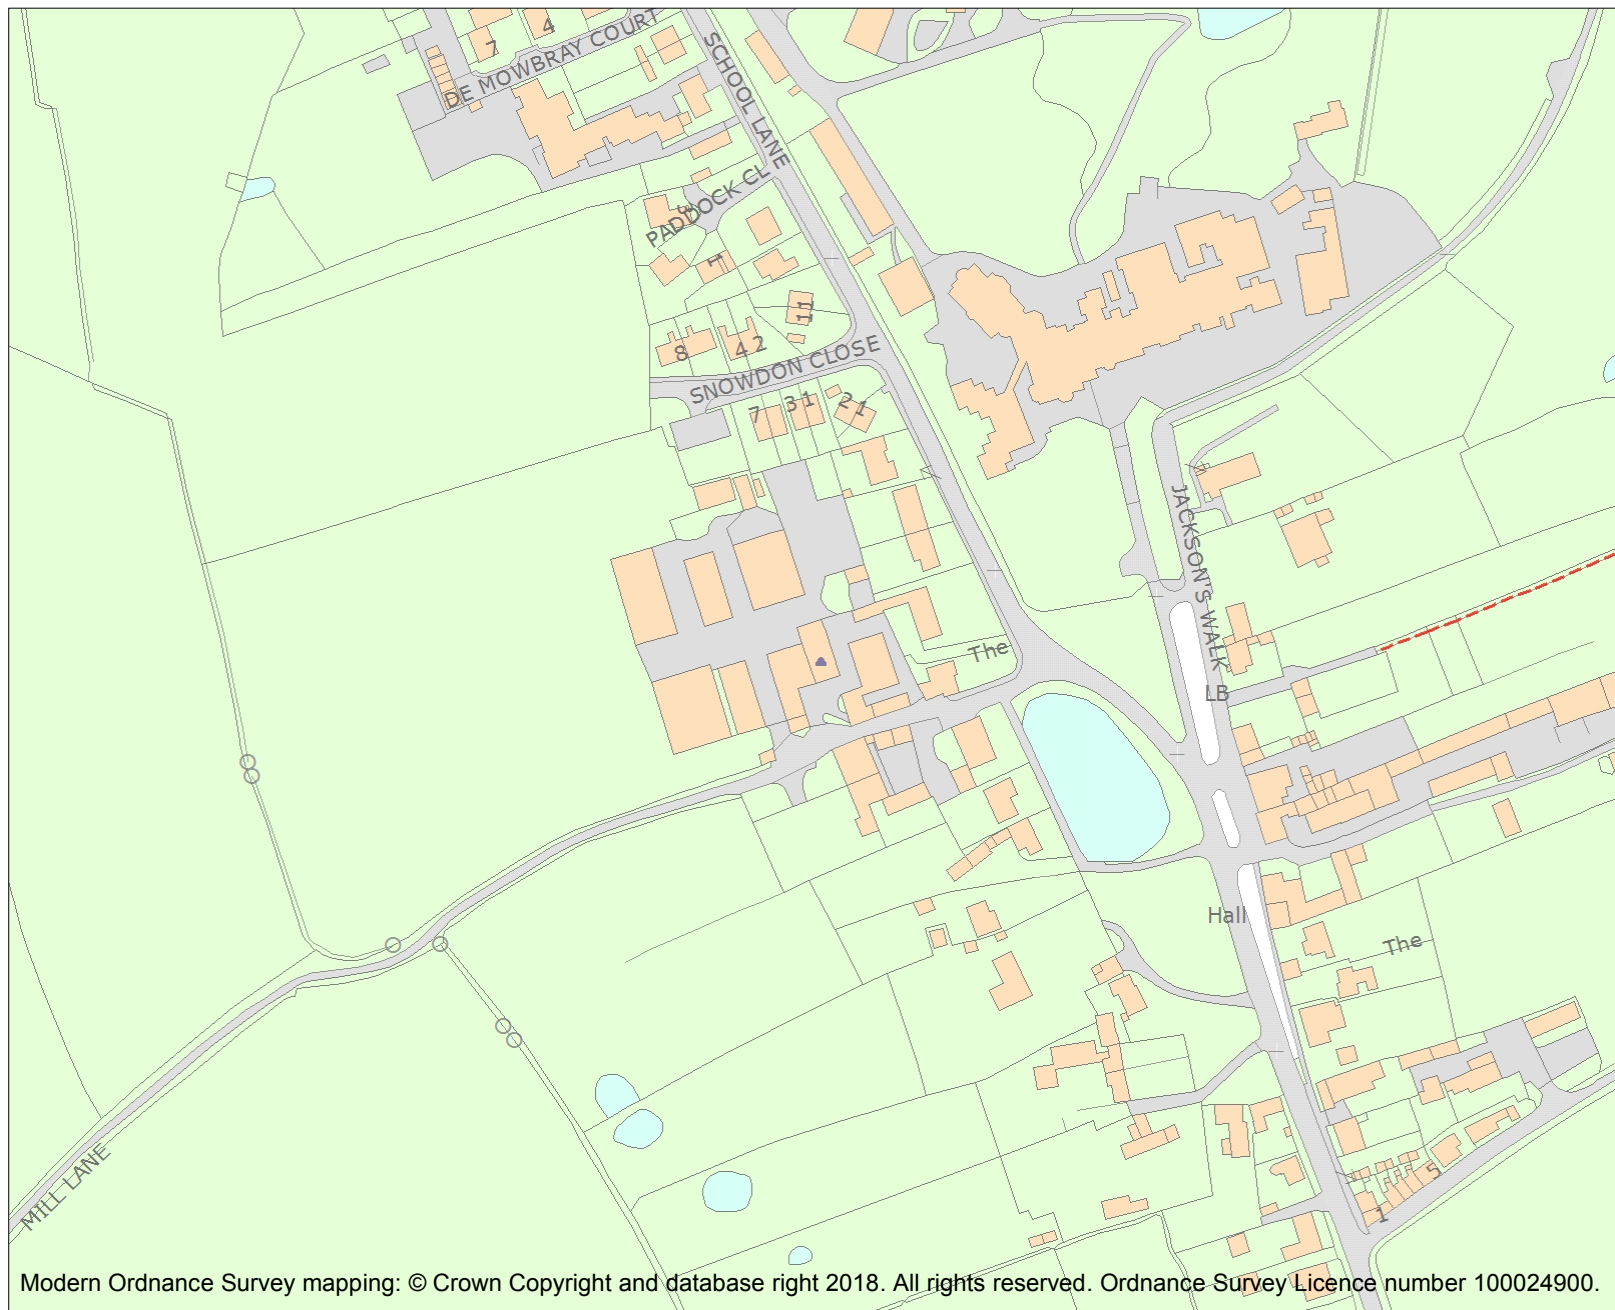 4
7
DE MOWBRAY COURT
SCHOOL LANE
PADDOCK CL
3
1
11
8
4 2
SNOWDON CLOSE
7
3 1
2 1
JACKSON'S WALK
The
LB
Hall
The
MILL LANE
5
1
Modern Ordnance Survey mapping: © Crown Copyright and database right 2018. All rights reserved. Ordnance Survey Licence number 100024900.